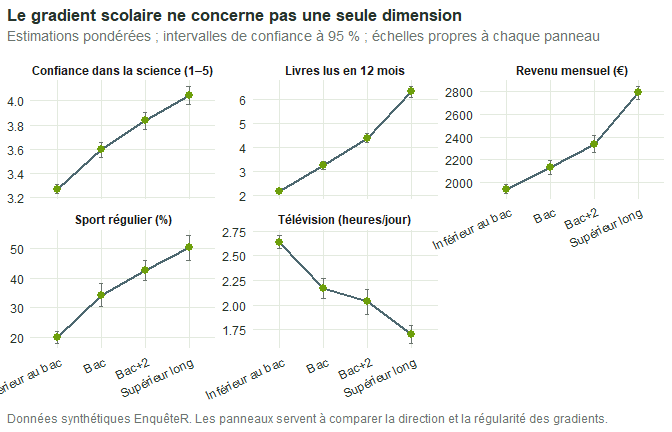 Le gradient scolaire ne concerne pas une seule dimension
Estimations pondérées ; intervalles de confiance à 95 % ; échelles propres à chaque panneau
Confiance dans la science (1–5)
4.0
3.8
3.6
3.4
3.2
Livres lus en 12 mois
6
5
4
3
2
Revenu mensuel (€)
2800
2600
2400
2200
2000
Inférieur au bac
Bac
Bac+2
Supérieur long
Sport régulier (%)
50
40
30
20
érieur au bac
Bac
Bac+2
Supérieur long
Télévision (heures/jour)
2.75
2.50
2.25
2.00
1.75
Inférieur au bac
Bac
Bac+2
Supérieur long
Données synthétiques EnquêteR. Les panneaux servent à comparer la direction et la régularité des gradients.